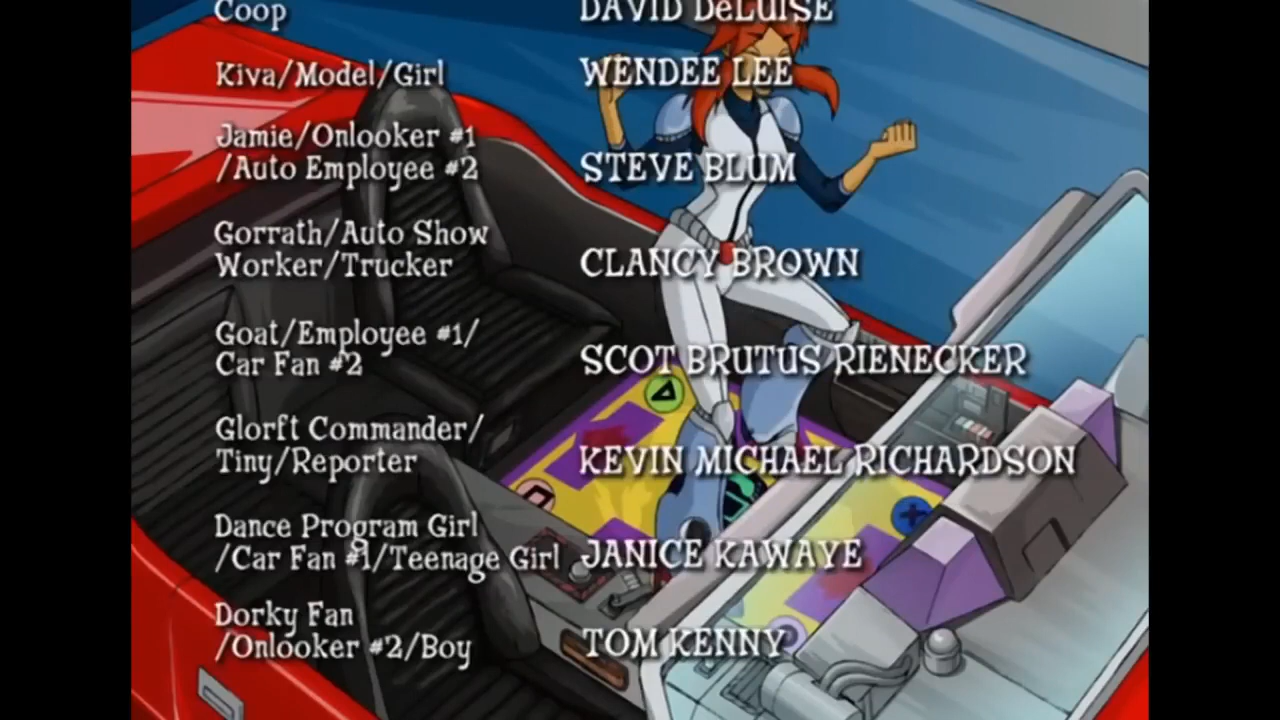 Coop DAVID DeLUISE
Kiva/Model/Girl WENDEE LEE
Jamie/Onlooker #1
/Auto Employee #2 STEVE BLUM
Gorrath/Auto Show
Worker/Trucker CLANCY BROWN
Goat/Employee #1/
Car Fan #2 SCOT BRUTUS RIENECKER
Glorft Commander/
Tiny/Reporter KEVIN MICHAEL RICHARDSON
Dance Program Girl
/Car Fan #1/Teenage Girl JANICE KAWAYE
Dorky Fan
/Onlooker #2/Boy TOM KENNY